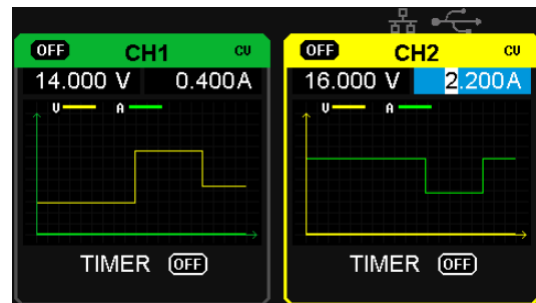 OFF CH1 CV
14.000 V 0.400A
V A
TIMER OFF
OFF CH2 CV
16.000 V 2.200A
V A
TIMER OFF